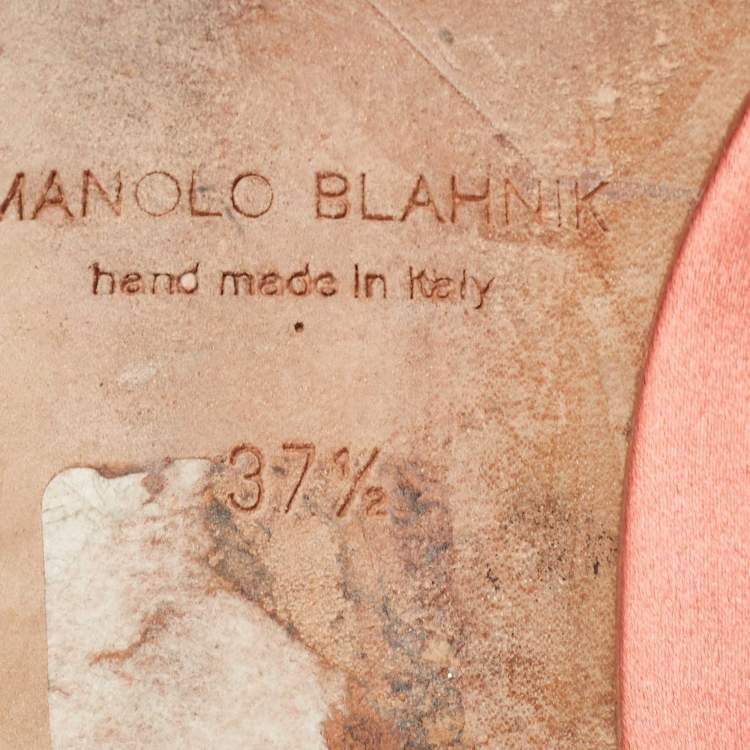 MANOLO BLAHNIK
hand made in Italy
37½